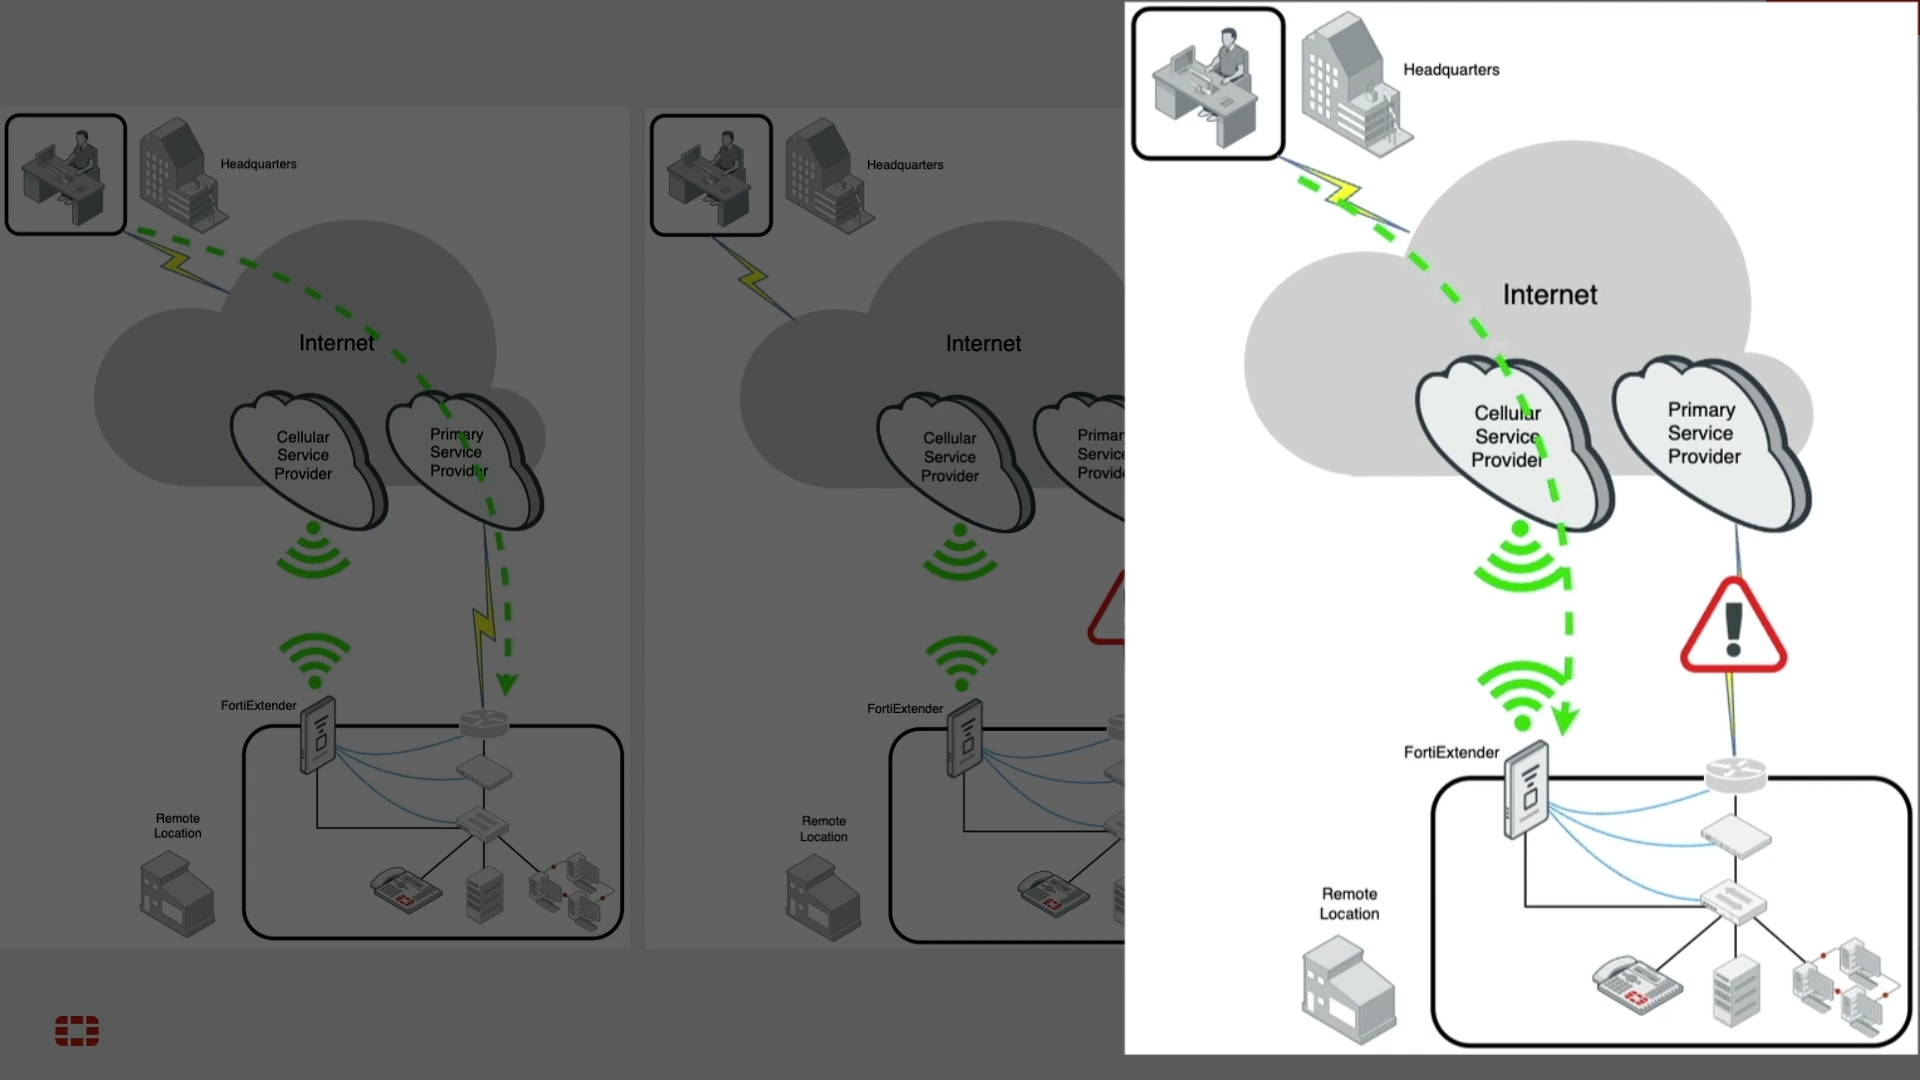 Headquarters
Internet
Cellular
Service
Provider
Primary
Service
Provider
FortiExtender
Remote
Location
Headquarters
Internet
Cellular
Service
Provider
FortiExtender
Remote
Location
Headquarters
Internet
Cellular
Service
Provider
Primary
Service
Provider
FortiExtender
Remote
Location